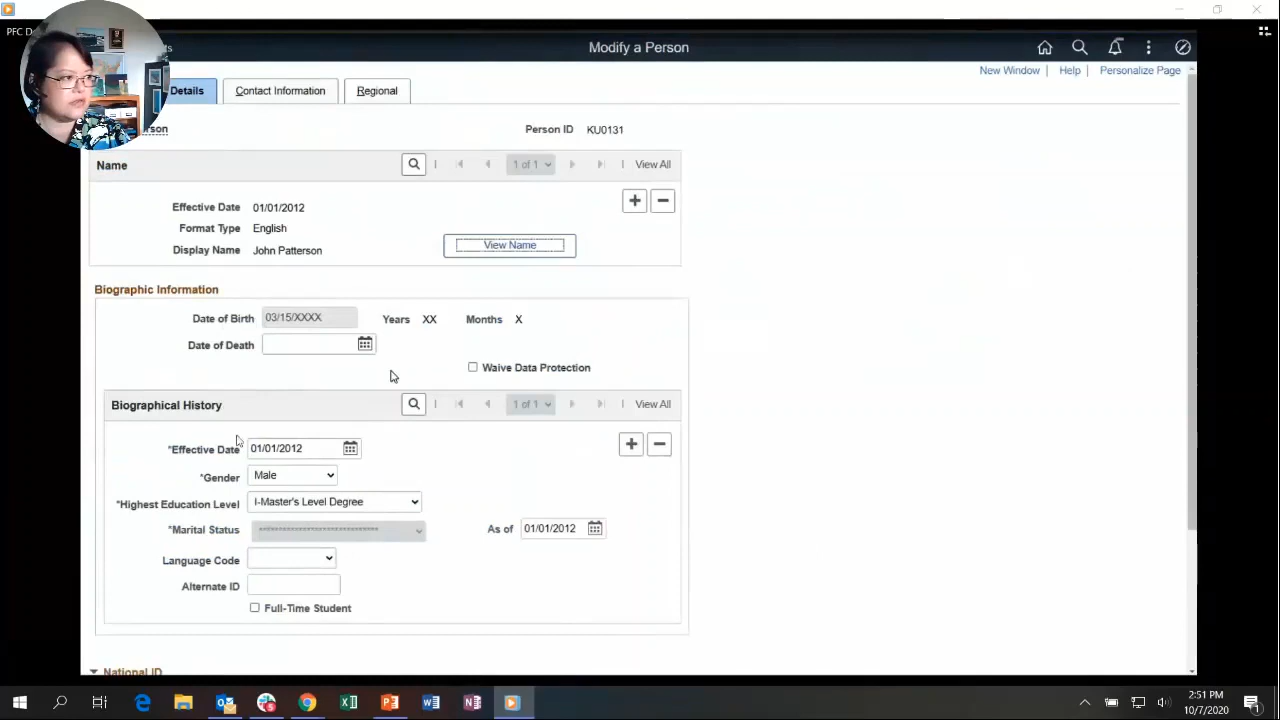 PFC D
ts
Modify a Person
New Window | Help | Personalize Page
Details Contact Information Regional
erson Person ID KU0131
Name 1 of 1 View All
Effective Date 01/01/2012
Format Type English
Display Name John Patterson View Name
Biographic Information
Date of Birth 03/15/XXXX Years XX Months X
Date of Death
Waive Data Protection
Biographical History 1 of 1 View All
*Effective Date 01/01/2012
*Gender Male
*Highest Education Level I-Master's Level Degree
*Marital Status ****************************** As of 01/01/2012
Language Code
Alternate ID
Full-Time Student
National ID
2:51 PM
10/7/2020